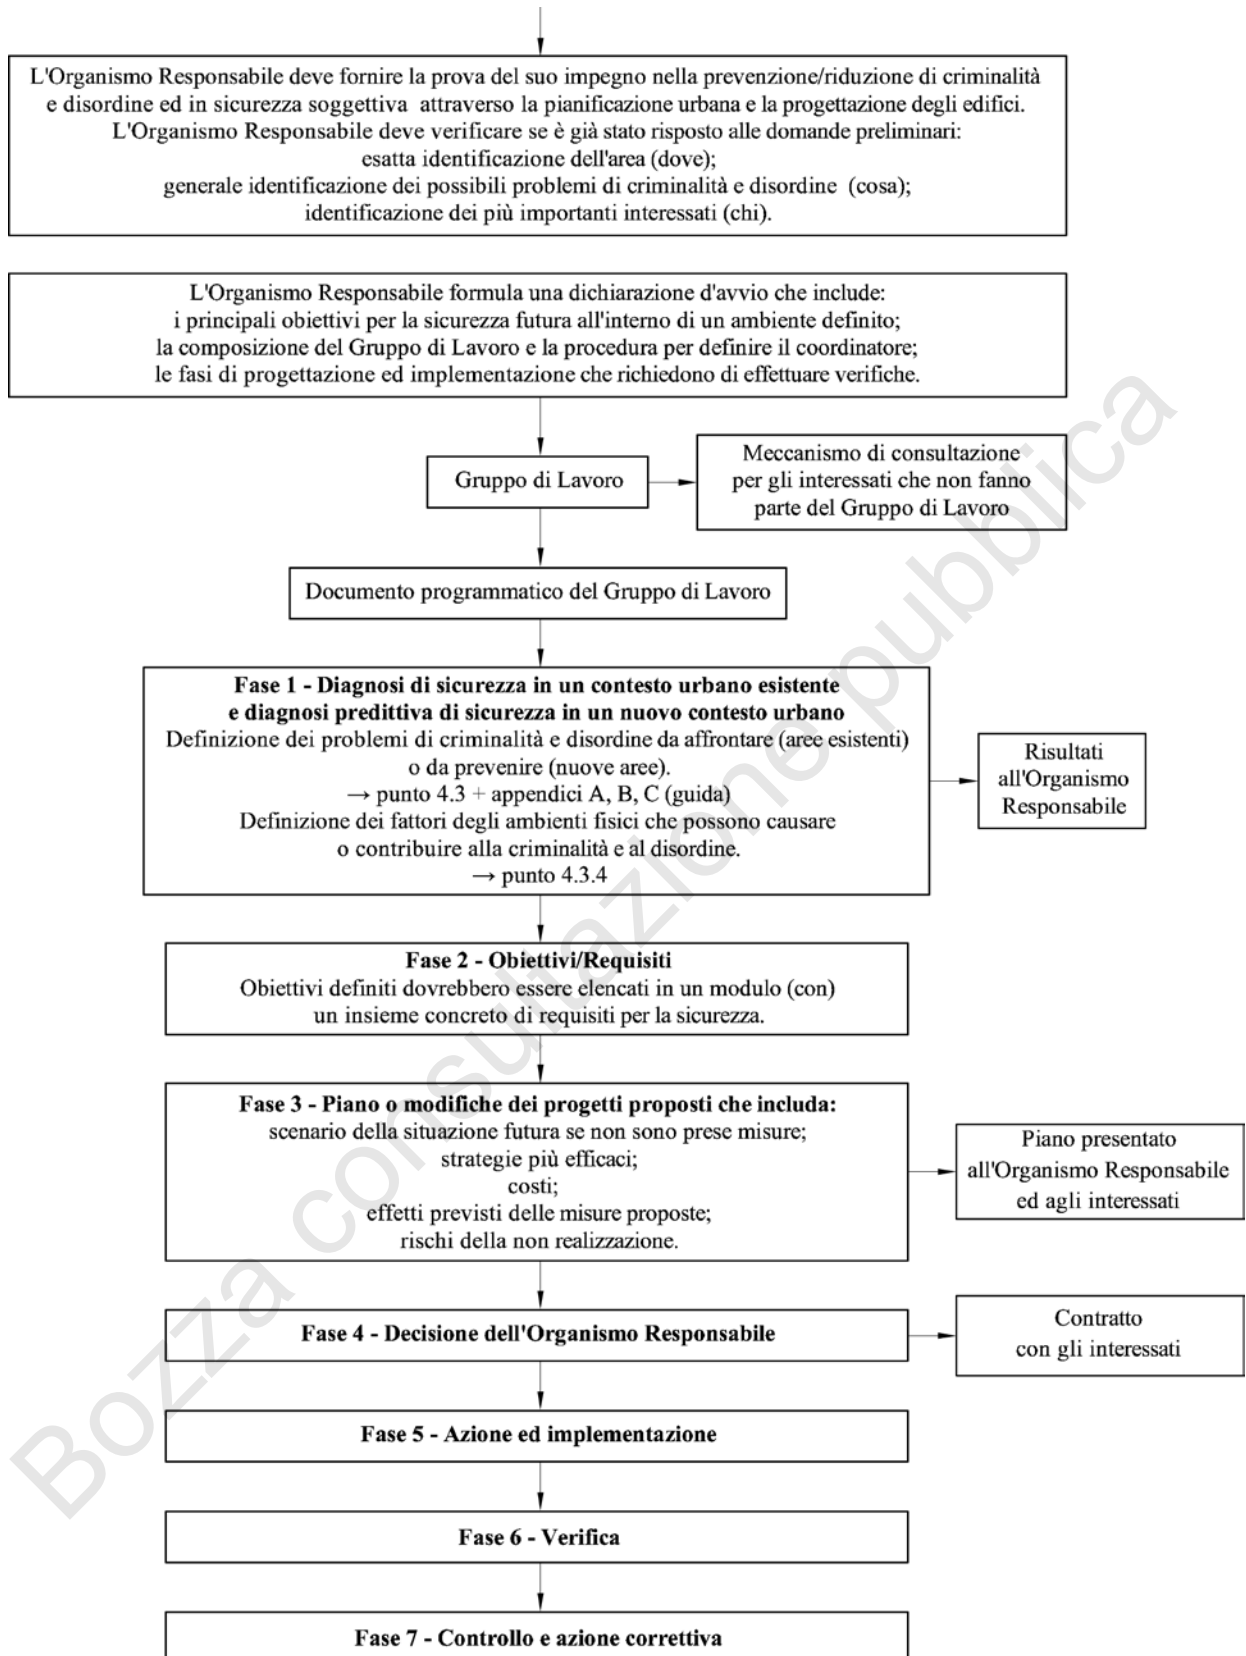 L'Organismo Responsabile deve fornire la prova del suo impegno nella prevenzione/riduzione di criminalità
e disordine ed in sicurezza soggettiva attraverso la pianificazione urbana e la progettazione degli edifici.
L'Organismo Responsabile deve verificare se è già stato risposto alle domande preliminari:
esatta identificazione dell'area (dove);
generale identificazione dei possibili problemi di criminalità e disordine (cosa);
identificazione dei più importanti interessati (chi).
L'Organismo Responsabile formula una dichiarazione d'avvio che include:
i principali obiettivi per la sicurezza futura all'interno di un ambiente definito;
la composizione del Gruppo di Lavoro e la procedura per definire il coordinatore;
le fasi di progettazione ed implementazione che richiedono di effettuare verifiche.
Gruppo di Lavoro
Meccanismo di consultazione
per gli interessati che non fanno
parte del Gruppo di Lavoro
Documento programmatico del Gruppo di Lavoro
Fase 1 - Diagnosi di sicurezza in un contesto urbano esistente
e diagnosi predittiva di sicurezza in un nuovo contesto urbano
Definizione dei problemi di criminalità e disordine da affrontare (aree esistenti)
o da prevenire (nuove aree).
→ punto 4.3 + appendici A, B, C (guida)
Definizione dei fattori degli ambienti fisici che possono causare
o contribuire alla criminalità e al disordine.
→ punto 4.3.4
Risultati
all'Organismo
Responsabile
Fase 2 - Obiettivi/Requisiti
Obiettivi definiti dovrebbero essere elencati in un modulo (con)
un insieme concreto di requisiti per la sicurezza.
Fase 3 - Piano o modifiche dei progetti proposti che includa:
scenario della situazione futura se non sono prese misure;
strategie più efficaci;
costi;
effetti previsti delle misure proposte;
rischi della non realizzazione.
Piano presentato
all'Organismo Responsabile
ed agli interessati
Fase 4 - Decisione dell'Organismo Responsabile
Contratto
con gli interessati
Fase 5 - Azione ed implementazione
Fase 6 - Verifica
Fase 7 - Controllo e azione correttiva
Bozza consultazione pubblica